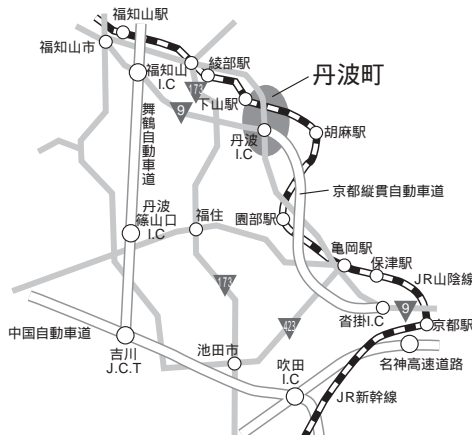 福知山駅
福知山市
綾部駅
福知山
I.C
173
下山駅
9
丹波町
丹波
I.C
胡麻駅
舞鶴自動車道
京都縦貫自動車道
丹波
篠山口
I.C
福住
園部駅
亀岡駅
保津駅
JR山陰線
173
9
沓掛I.C
京都駅
423
中国自動車道
吉川
J.C.T
池田市
吹田
I.C
名神高速道路
JR新幹線